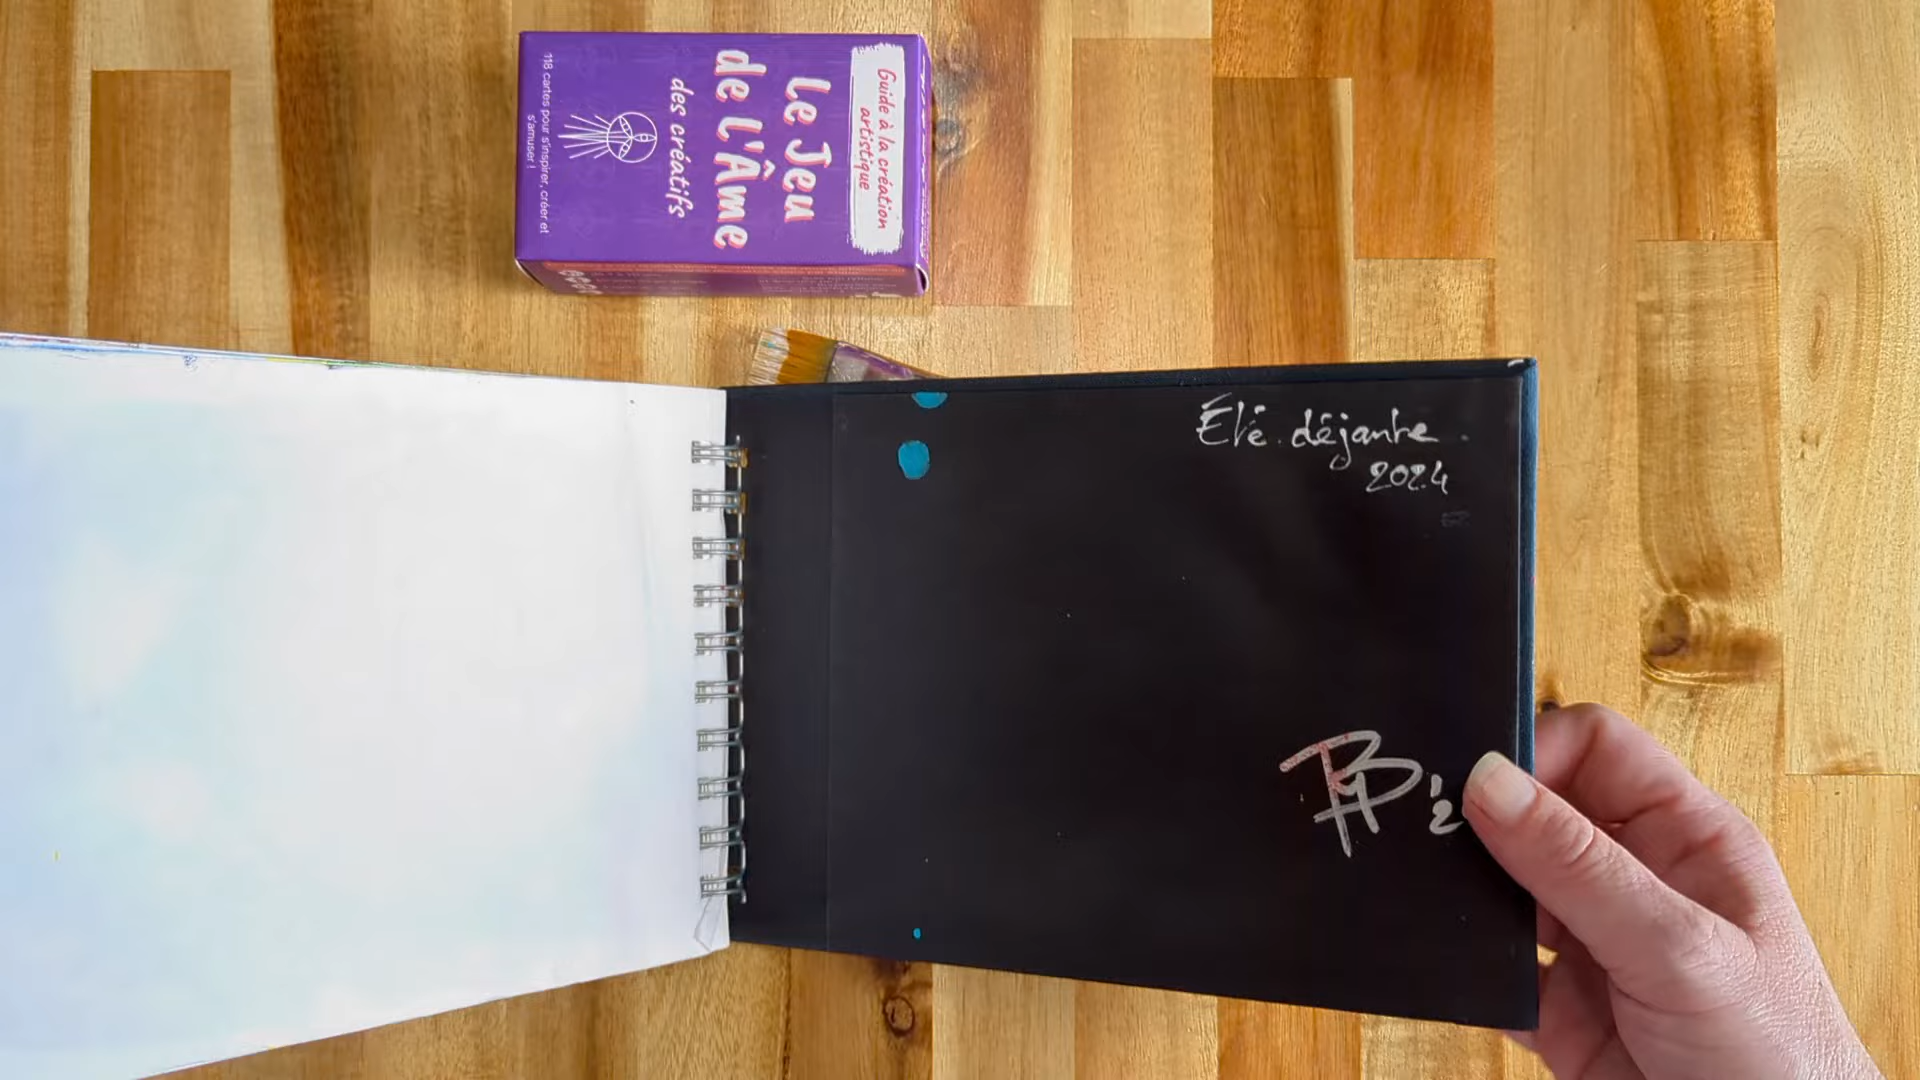 Guide à la création
artistique
Le Jeu
de L'Âme
des créatifs
118 cartes pour s'inspirer, créer et
s'amuser !
Été déjanté
2024